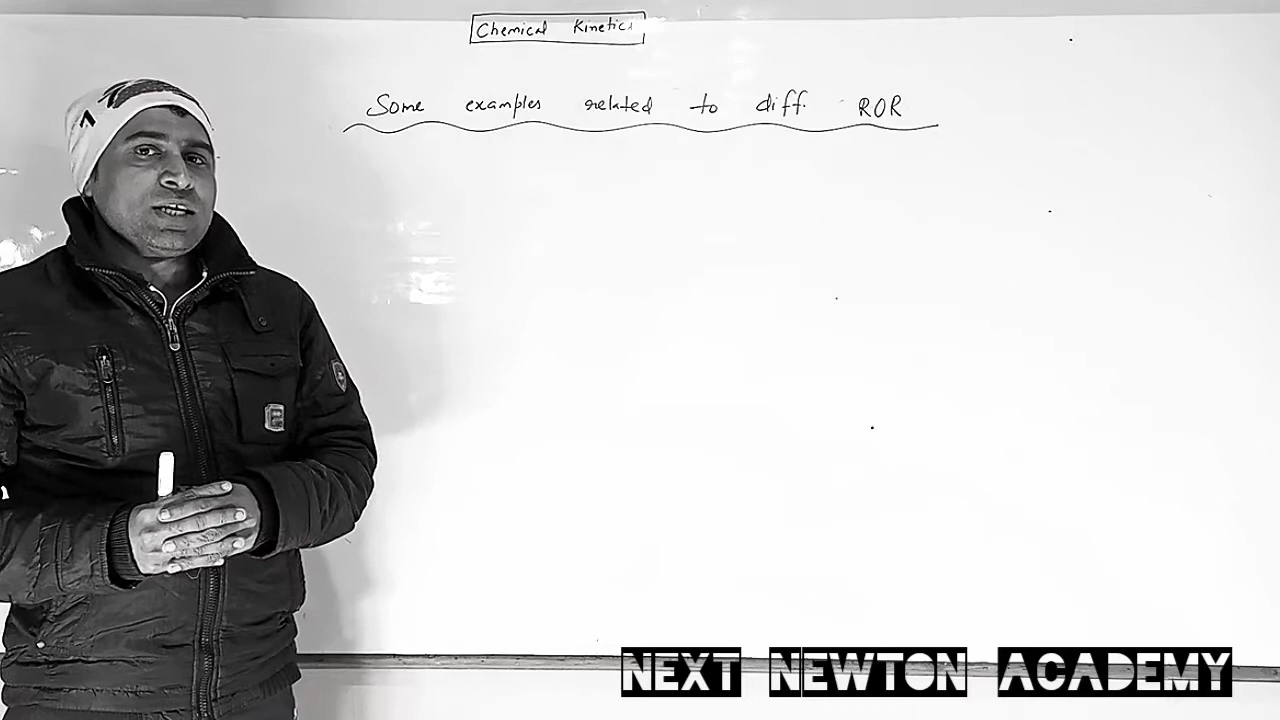 Chemical Kinetics
Some examples related to diff. ROR
NEXT NEWTON ACADEMY